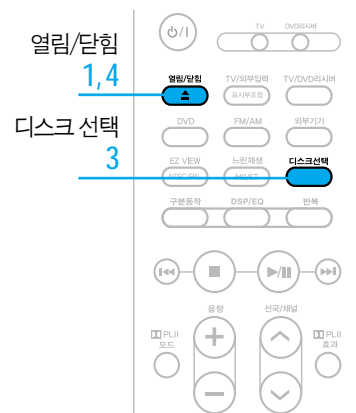 열림/닫힘
1,4
디스크 선택
3
TV DVD리시버
열림/닫힘 TV/외부입력 TV/DVD리시버
표시부조정
DVD FM/AM 외부기기
EZ VIEW 느린재생 디스크선택
NTSC/PAL MO/ST
구분동작 DSP/EQ 반복
음량 선국/채널
PLII
모드
PLII
효과